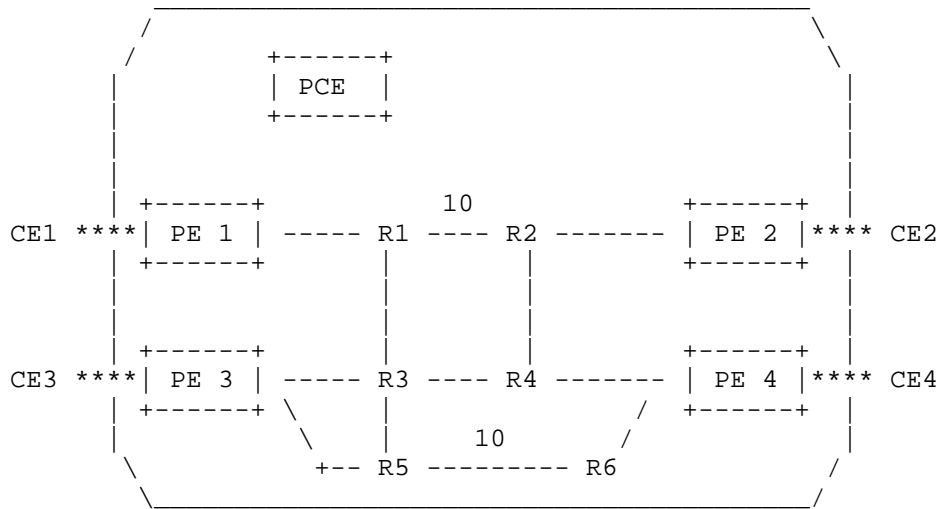 PCE
10
CE1 **** PE 1 ----- R1 ---- R2 ------- PE 2 **** CE2
CE3 **** PE 3 ----- R3 ---- R4 ------- PE 4 **** CE4
10
+-- R5 --------- R6